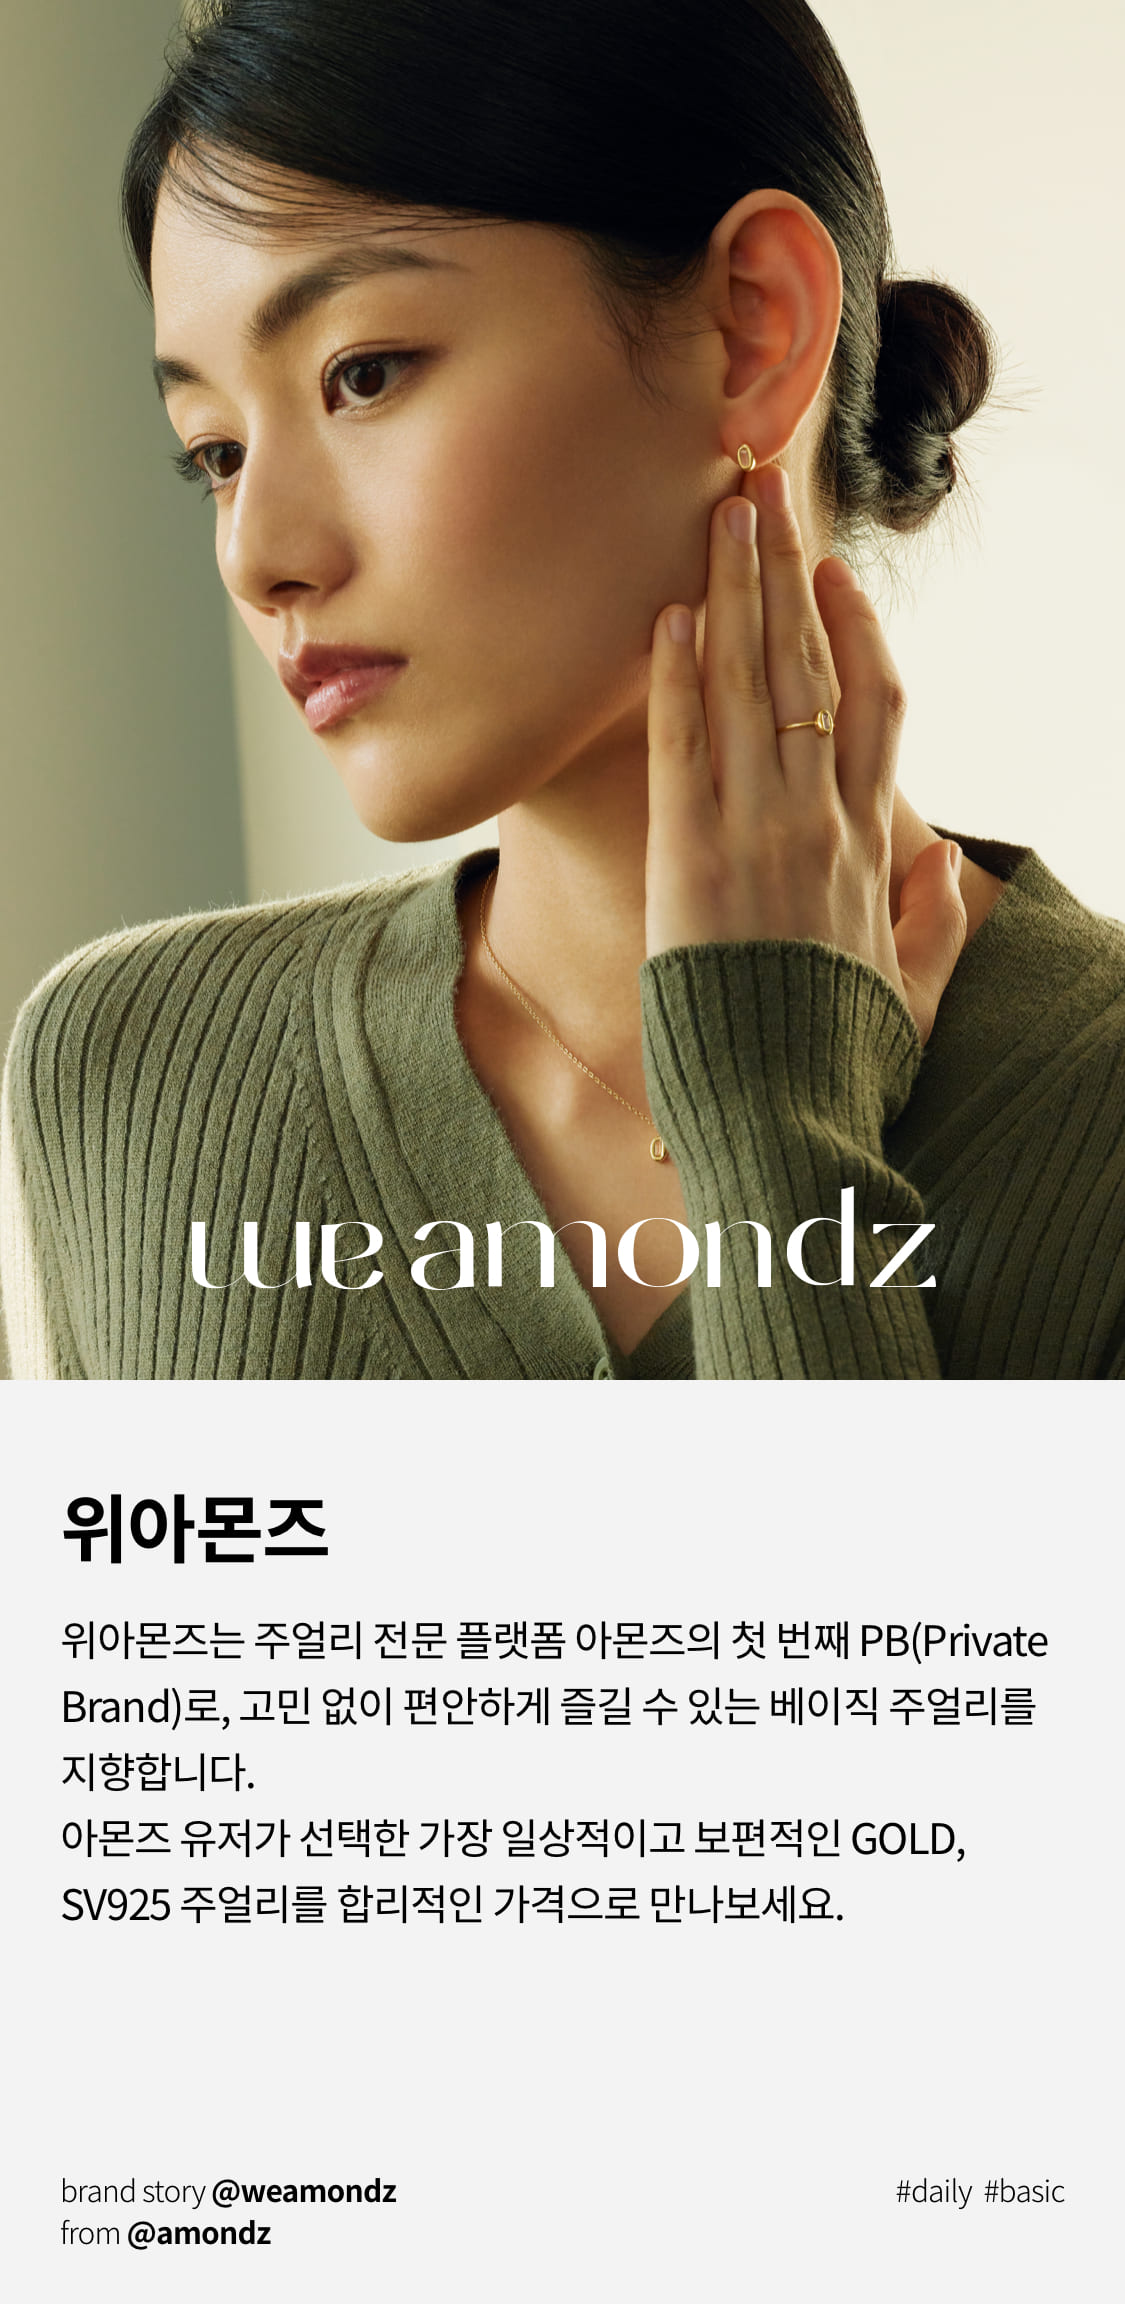 we amondz
위아몬즈
위아몬즈는 주얼리 전문 플랫폼 아몬즈의 첫 번째 PB(Private
Brand)로, 고민 없이 편안하게 즐길 수 있는 베이직 주얼리를
지향합니다.
아몬즈 유저가 선택한 가장 일상적이고 보편적인 GOLD,
SV925 주얼리를 합리적인 가격으로 만나보세요.
brand story @weamondz
from @amondz
#daily #basic